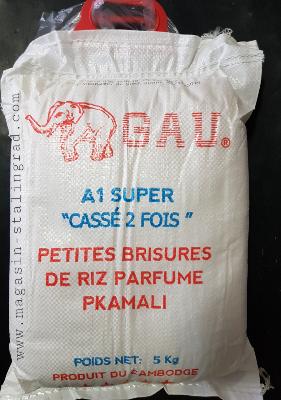 GAU®
A1 SUPER
"CASSÉ 2 FOIS"
PETITES BRISURES
DE RIZ PARFUME
PKAMALI
POIDS NET: 5 Kg
PRODUIT DU CAMBODGE
www.magasin-stalingrad.com